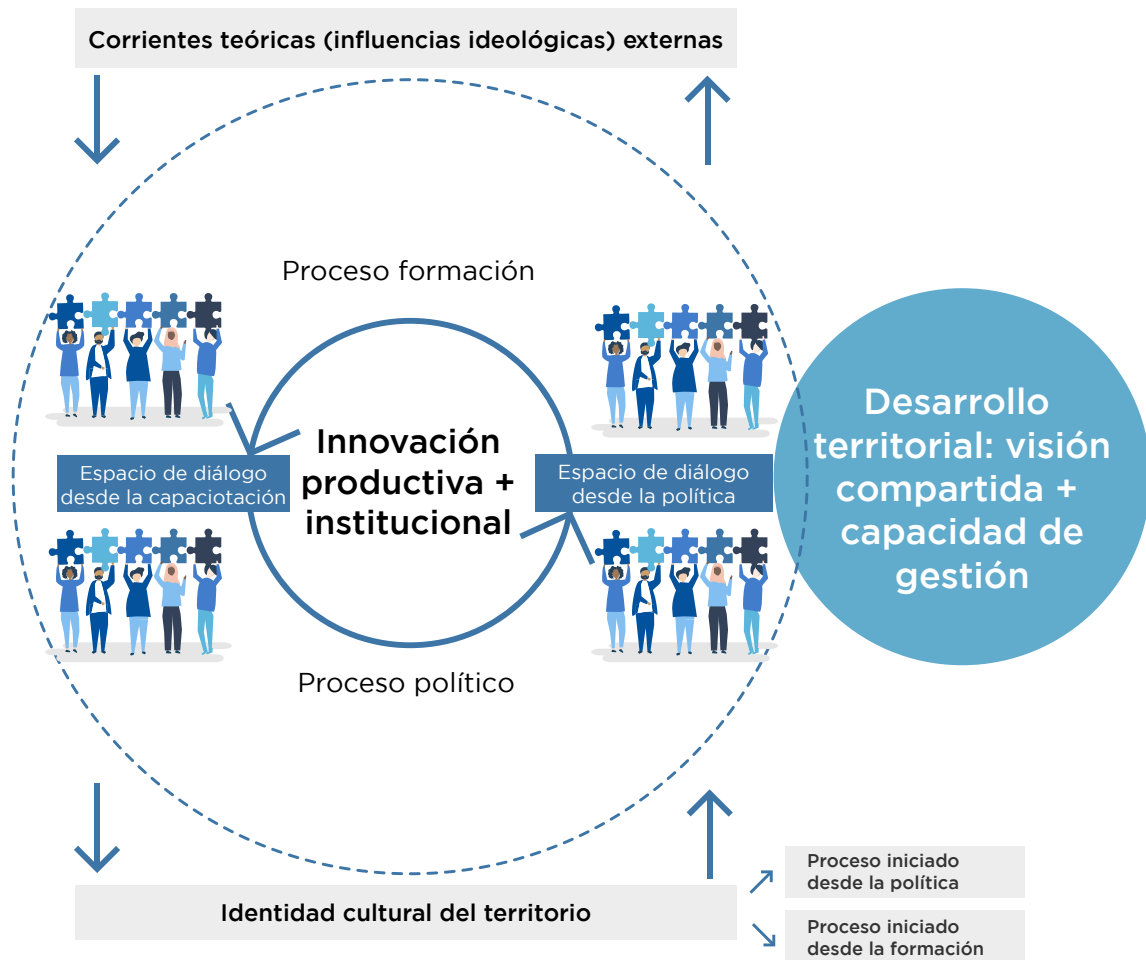 Corrientes teóricas (influencias ideológicas) externas
Proceso formación
Espacio de diálogo
desde la capaciotación
Innovación
productiva +
institucional
Espacio de diálogo
desde la política
Desarrollo
territorial: visión
compartida +
capacidad de
gestión
Proceso político
Identidad cultural del territorio
Proceso iniciado
desde la política
Proceso iniciado
desde la formación